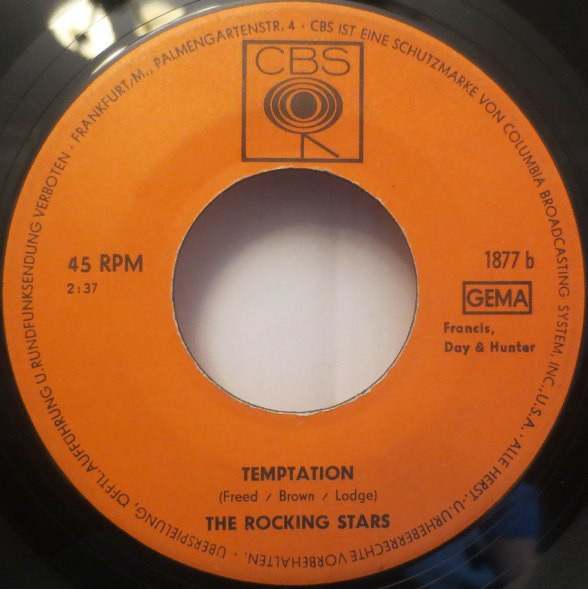 FRANKFURT/M., PALMENGARTENSTR. 4 · CBS IST EINE SCHUTZMARKE VON COLUMBIA BROADCASTING SYSTEM, INC., U.S.A. · ALLE HERST.- U. URHEBERRECHTE VORBEHALTEN. · ÜBERSPIELUNG, ÖFFTL. AUFFÜHRUNG U. RUNDFUNKSENDUNG VERBOTEN ·
CBS
45 RPM
2:37
1877 b
GEMA
Francis,
Day & Hunter
TEMPTATION
(Freed / Brown / Lodge)
THE ROCKING STARS